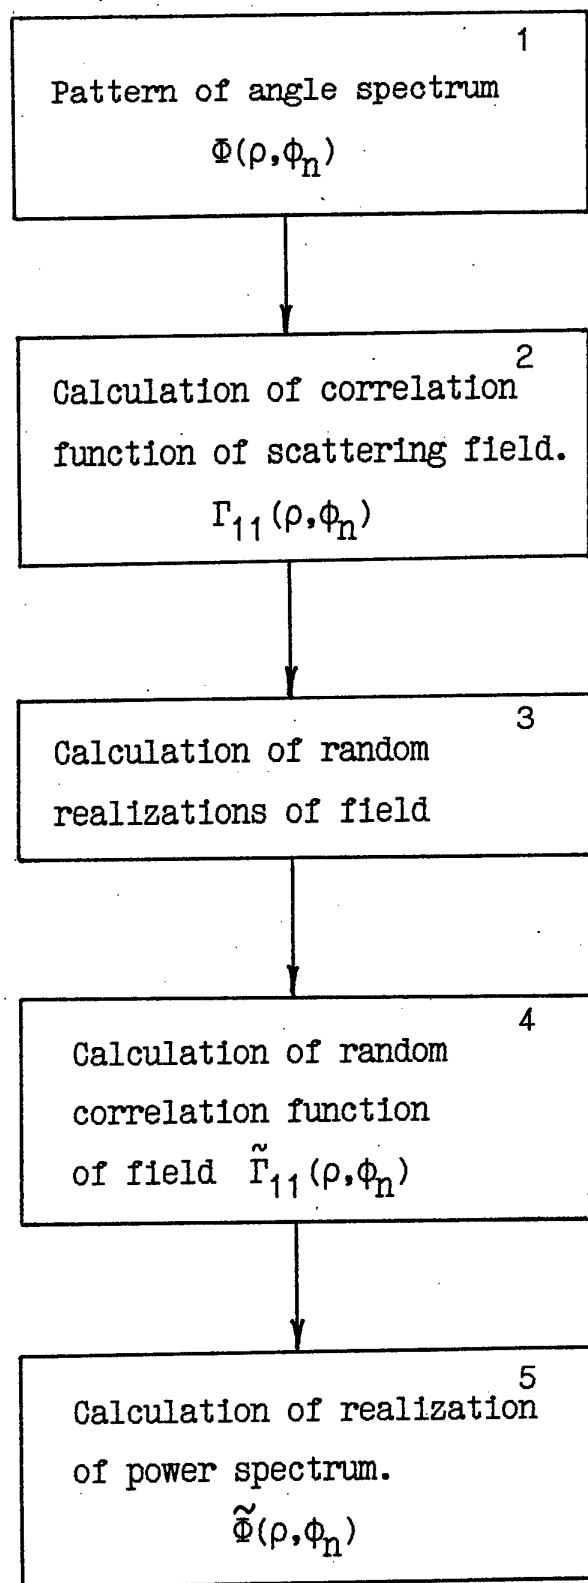 1
Pattern of angle spectrum
Φ(ρ,ϕₙ)
2
Calculation of correlation
function of scattering field.
Γ₁₁(ρ,ϕₙ)
3
Calculation of random
realizations of field
4
Calculation of random
correlation function
of field Γ̃₁₁(ρ,ϕₙ)
5
Calculation of realization
of power spectrum.
Φ̃(ρ,ϕₙ)